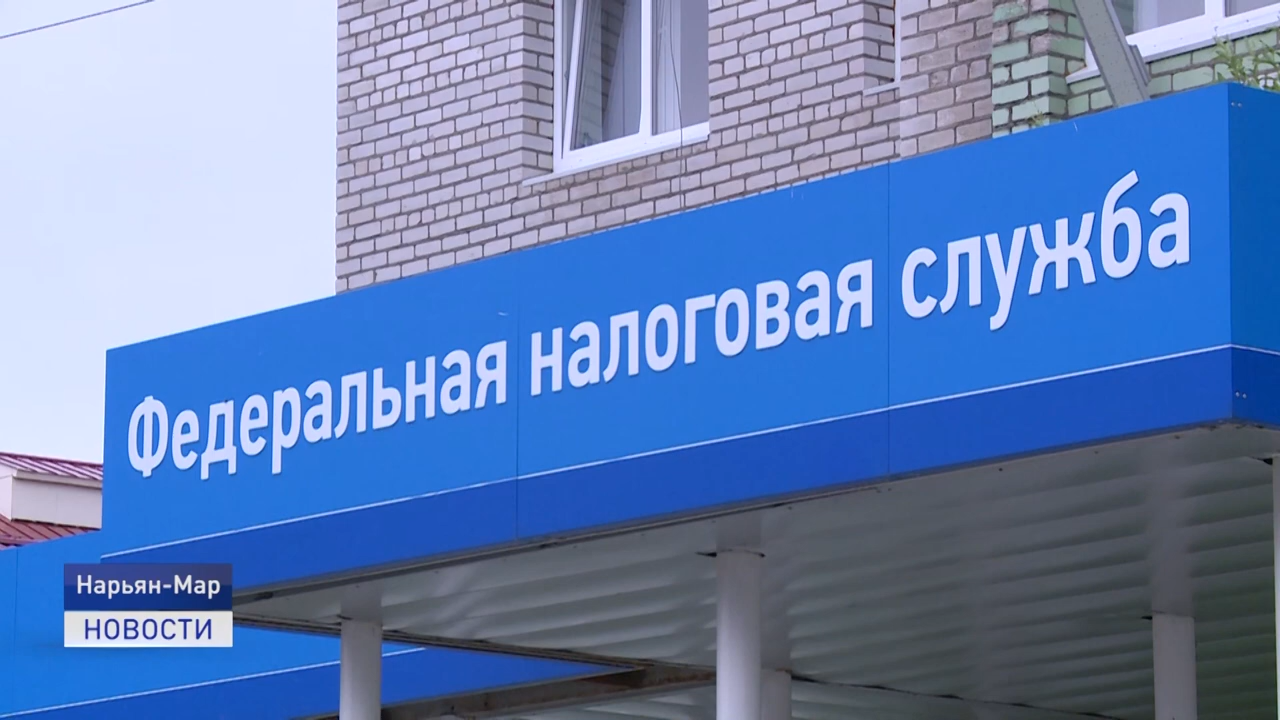 Федеральная налоговая служба
Нарьян-Мар
НОВОСТИ